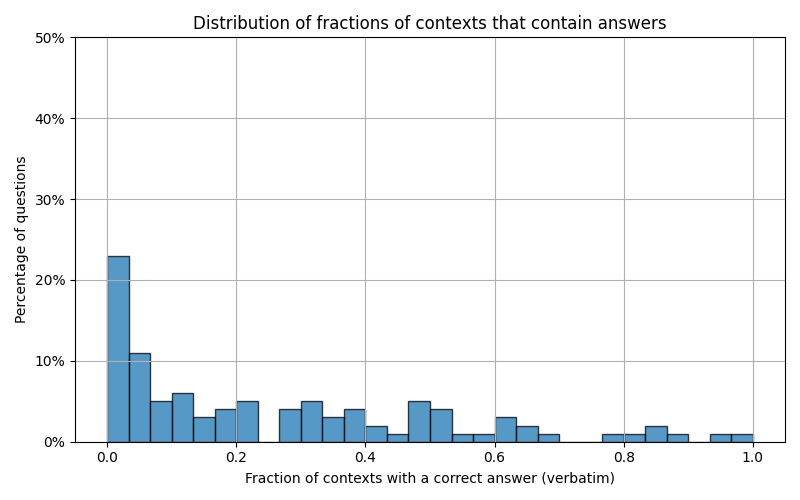 Distribution of fractions of contexts that contain answers
50%
40%
30%
20%
10%
0%
Percentage of questions
0.0 0.2 0.4 0.6 0.8 1.0
Fraction of contexts with a correct answer (verbatim)